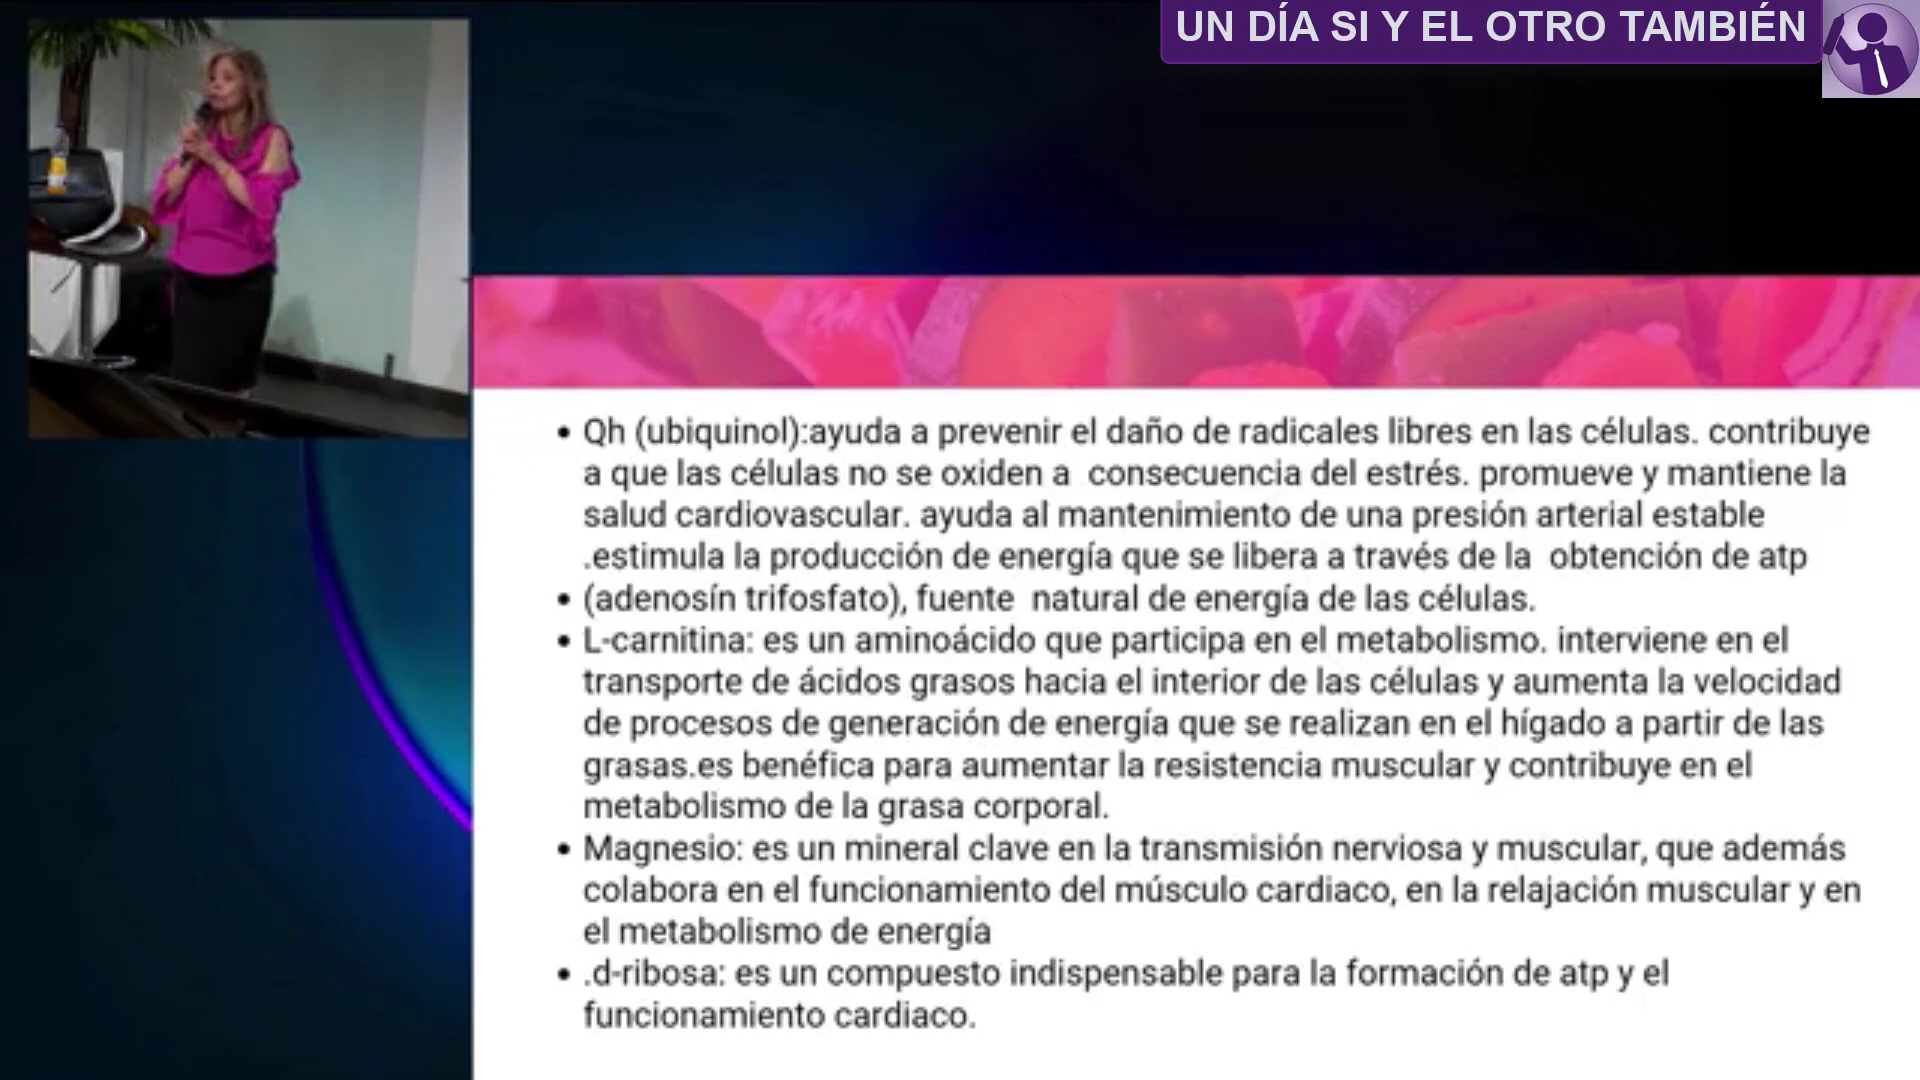 UN DÍA SI Y EL OTRO TAMBIÉN
• Qh (ubiquinol):ayuda a prevenir el daño de radicales libres en las células. contribuye
a que las células no se oxiden a  consecuencia del estrés. promueve y mantiene la
salud cardiovascular. ayuda al mantenimiento de una presión arterial estable
.estimula la producción de energía que se libera a través de la  obtención de atp
• (adenosín trifosfato), fuente  natural de energía de las células.
• L-carnitina: es un aminoácido que participa en el metabolismo. interviene en el
transporte de ácidos grasos hacia el interior de las células y aumenta la velocidad
de procesos de generación de energía que se realizan en el hígado a partir de las
grasas.es benéfica para aumentar la resistencia muscular y contribuye en el
metabolismo de la grasa corporal.
• Magnesio: es un mineral clave en la transmisión nerviosa y muscular, que además
colabora en el funcionamiento del músculo cardiaco, en la relajación muscular y en
el metabolismo de energía
• .d-ribosa: es un compuesto indispensable para la formación de atp y el
funcionamiento cardiaco.